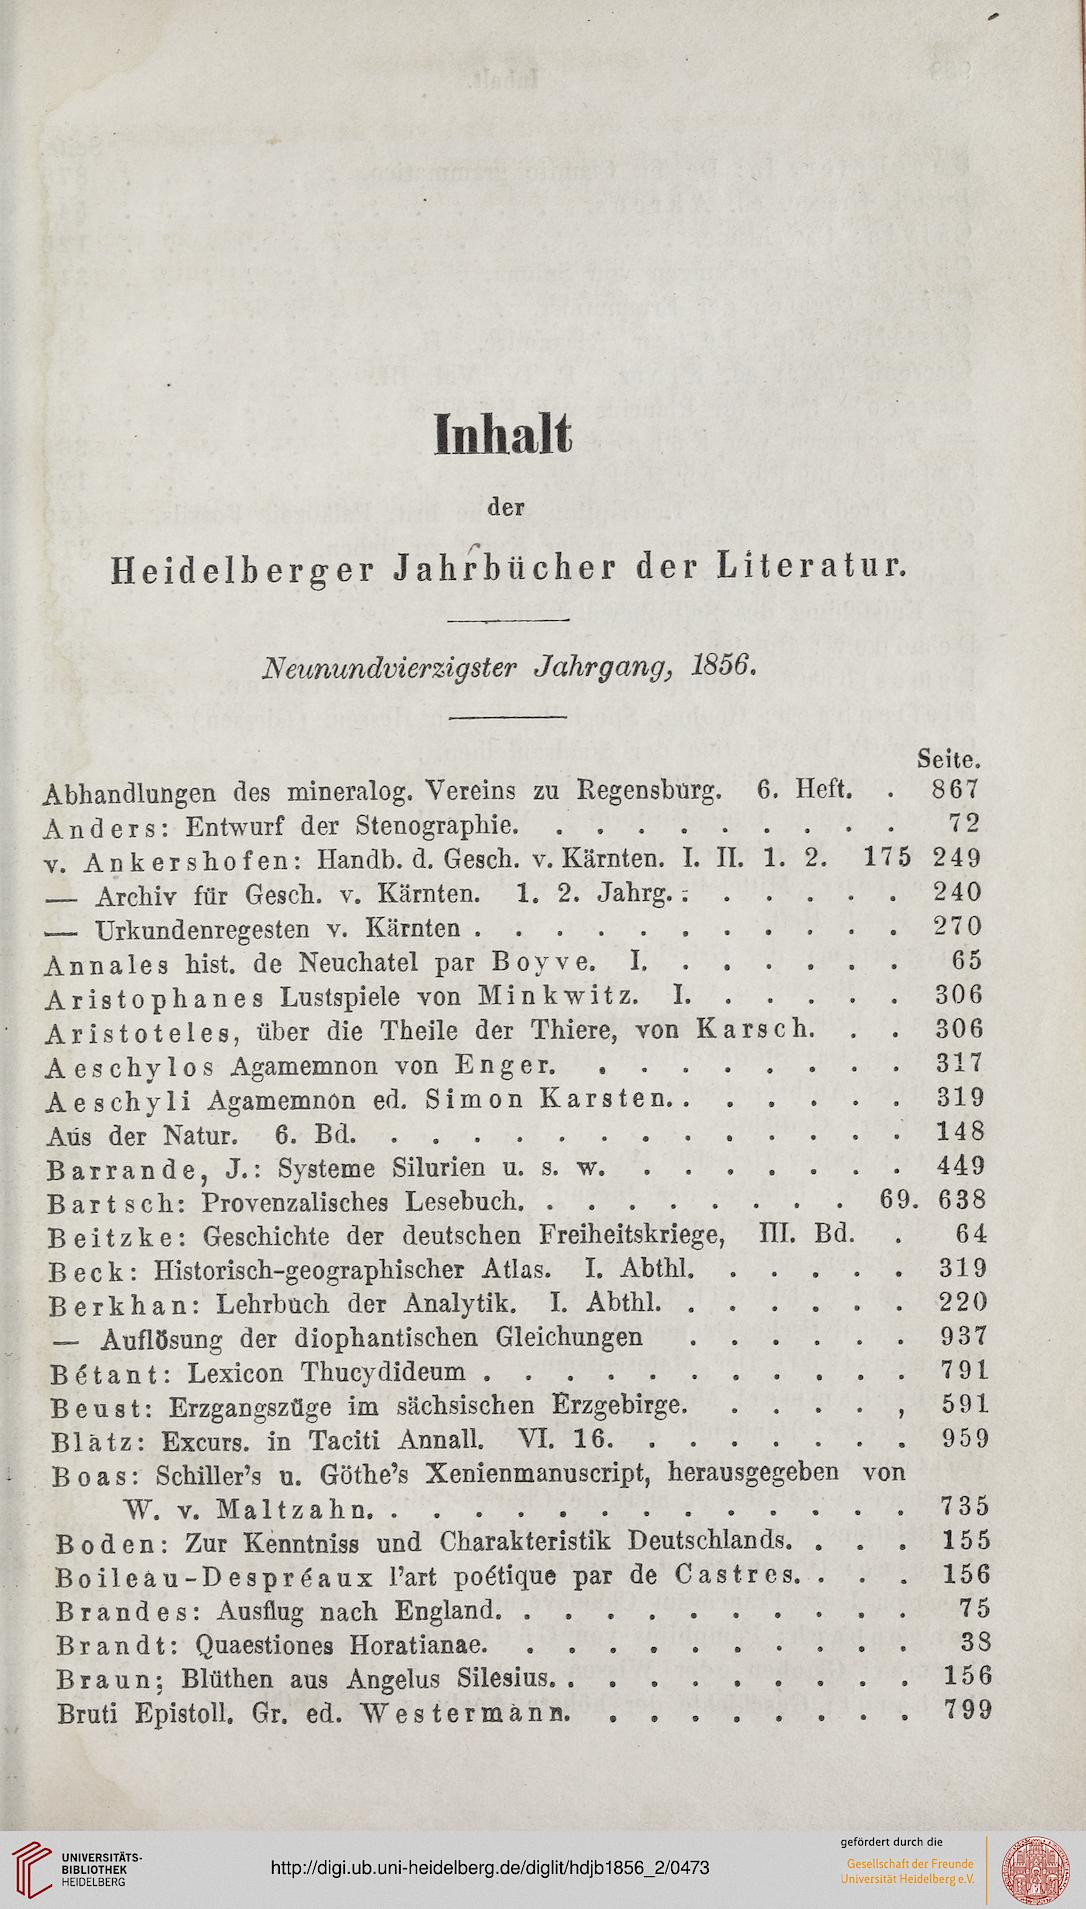 Inhalt
der
Heidelberger Jahrbücher der Literatur.
Neunundvierzigster Jahrgang, 1856.
Seite.
Abhandlungen des mineralog. Vereins zu Regensburg. 6. Heft. . 867
Anders: Entwurf der Stenographie. . . . . . . . . . 72
v. Ankershofen: Handb. d. Gesch. v. Kärnten. I. II. 1. 2. 175 249
— Archiv für Gesch. v. Kärnten. 1. 2. Jahrg. . . . . . . 240
— Urkundenregesten v. Kärnten . . . . . . . . . . . 270
Annales hist. de Neuchatel par Boyve. I. . . . . . . 65
Aristophanes Lustspiele von Minkwitz. I. . . . . . 306
Aristoteles, über die Theile der Thiere, von Karsch. . . 306
Aeschylos Agamemnon von Enger. . . . . . . . . 317
Aeschyli Agamemnon ed. Simon Karsten. . . . . . . 319
Aus der Natur. 6. Bd. . . . . . . . . . . . . . 148
Barrande, J.: Systeme Silurien u. s. w. . . . . . . . 449
Bartsch: Provenzalisches Lesebuch. . . . . . . . . 69. 638
Beitzke: Geschichte der deutschen Freiheitskriege, III. Bd. . 64
Beck: Historisch-geographischer Atlas. I. Abthl. . . . . . 319
Berkhan: Lehrbuch der Analytik. I. Abthl. . . . . . . 220
— Auflösung der diophantischen Gleichungen . . . . . . 937
Bétant: Lexicon Thucydideum . . . . . . . . . . . 791
Beust: Erzgangszüge im sächsischen Erzgebirge. . . . . , 591
Blatz: Excurs. in Taciti Annall. VI. 16. . . . . . . . 959
Boas: Schiller's u. Göthe's Xenienmanuscript, herausgegeben von
W. v. Maltzahn. . . . . . . . . . . . . . 735
Boden: Zur Kenntniss und Charakteristik Deutschlands. . . . 155
Boileau-Despréaux l'art poétique par de Castres. . . . 156
Brandes: Ausflug nach England. . . . . . . . . . . 75
Brandt: Quaestiones Horatianae. . . . . . . . . . . 38
Braun: Blüthen aus Angelus Silesius. . . . . . . . . . 156
Bruti Epistoll. Gr. ed. Westermann. . . . . . . . . 799
UNIVERSITÄTS-
BIBLIOTHEK
HEIDELBERG
http://digi.ub.uni-heidelberg.de/diglit/hdjb1856_2/0473
gefördert durch die
Gesellschaft der Freunde
Universität Heidelberg e.V.